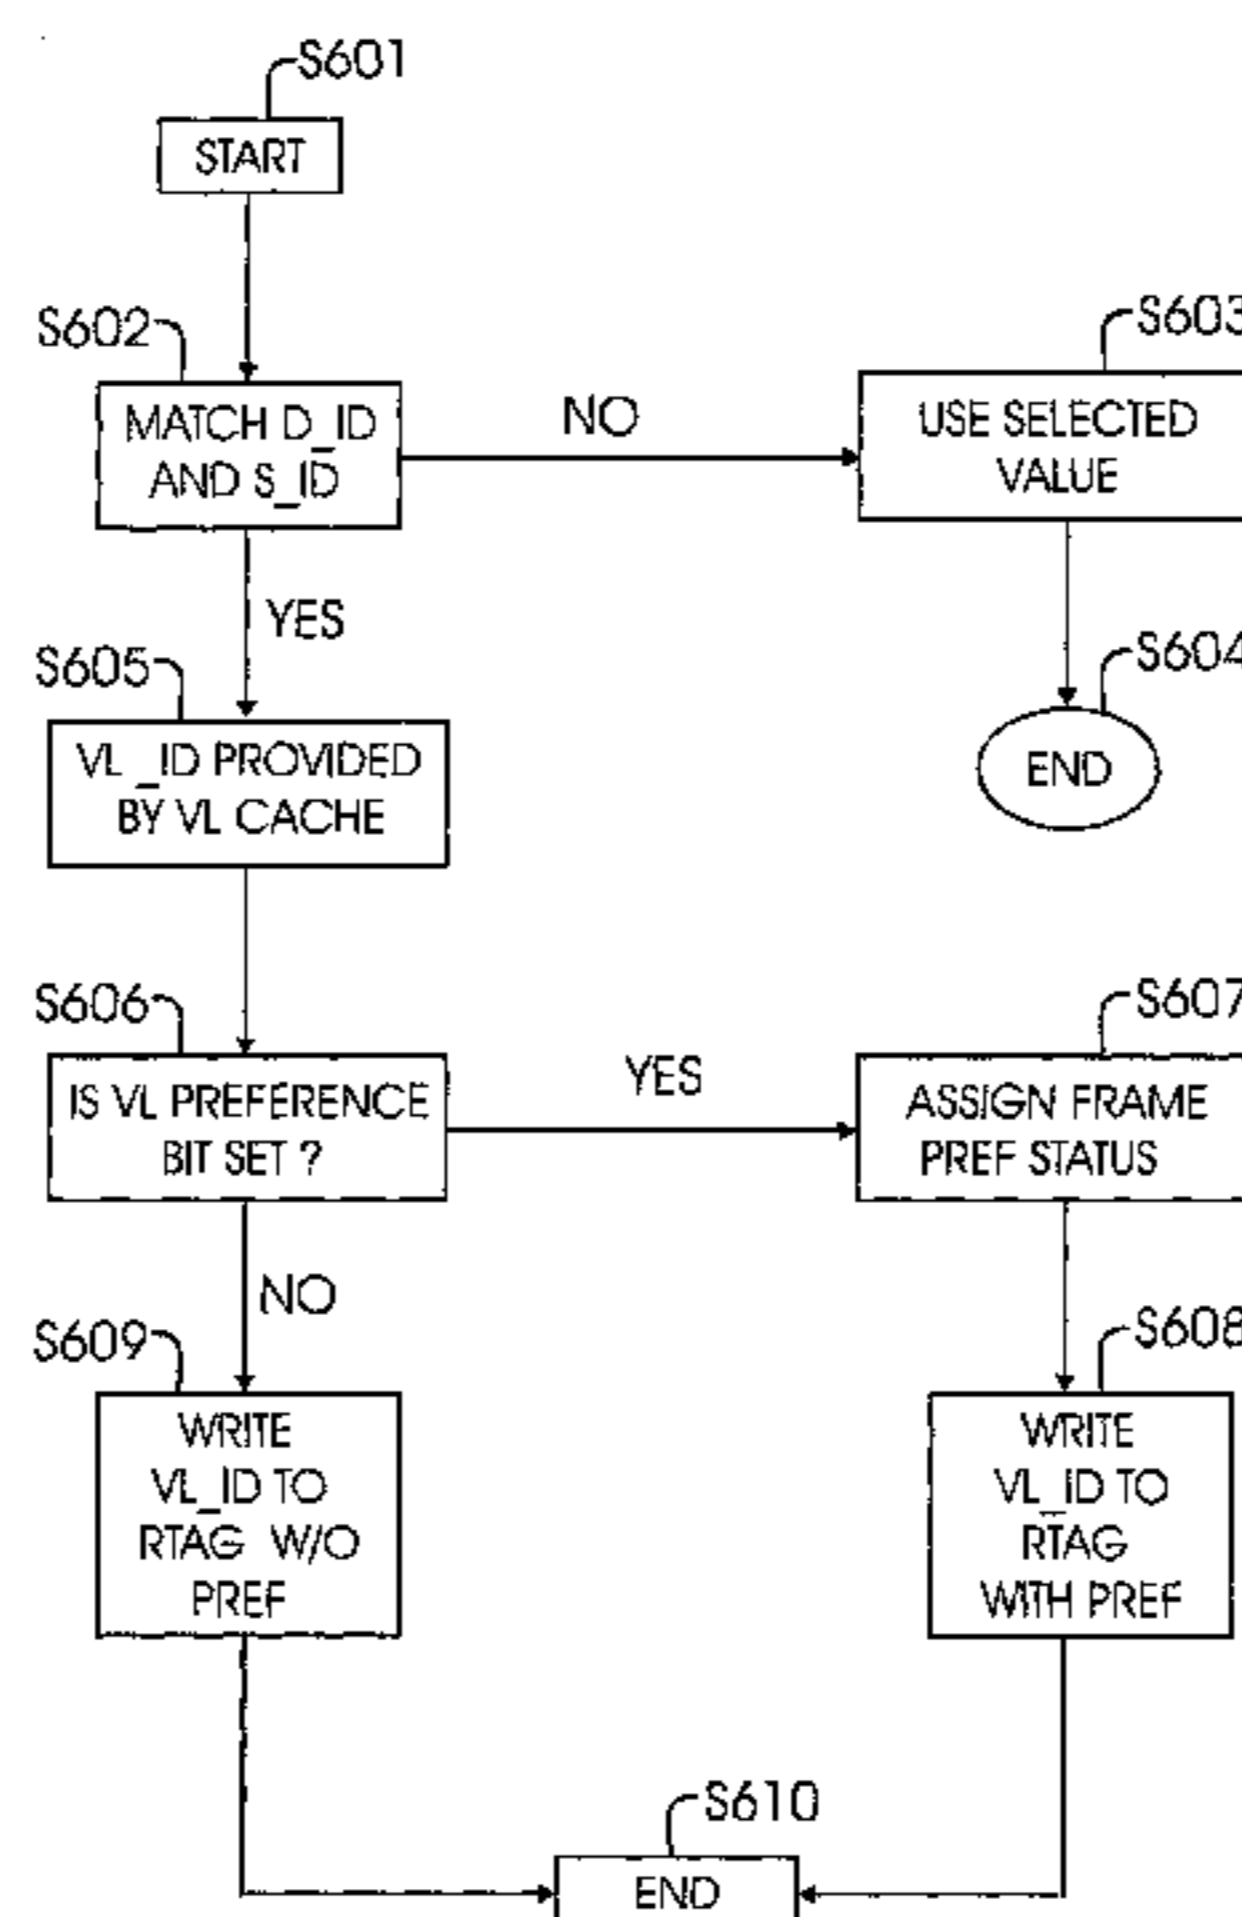 S601
START
S602
MATCH D_ID
AND S_ID
NO
S603
USE SELECTED
VALUE
YES
S604
END
S605
VL_ID PROVIDED
BY VL CACHE
S606
IS VL PREFERENCE
BIT SET ?
YES
S607
ASSIGN FRAME
PREF STATUS
NO
S609
WRITE
VL_ID TO
RTAG W/O
PREF
S608
WRITE
VL_ID TO
RTAG
WITH PREF
S610
END